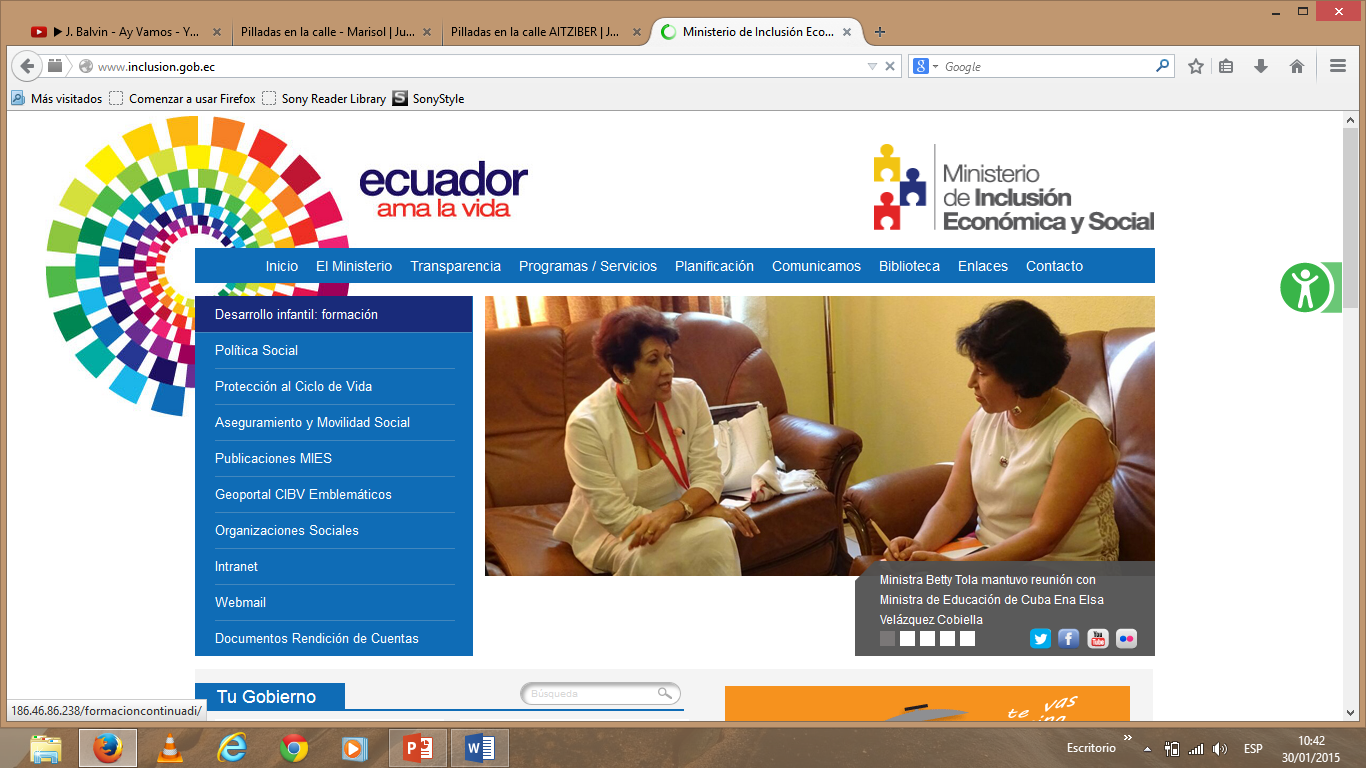 ▶ J. Balvin - Ay Vamos - Y...
Pilladas en la calle - Marisol | Ju...
Pilladas en la calle AITZIBER | J...
Ministerio de Inclusión Eco...
www.inclusion.gob.ec
Google
Más visitados
Comenzar a usar Firefox
Sony Reader Library
S SonyStyle
ecuador
ama la vida
Ministerio
de Inclusión
Económica y Social
Inicio El Ministerio Transparencia Programas / Servicios Planificación Comunicamos Biblioteca Enlaces Contacto
Desarrollo infantil: formación
Política Social
Protección al Ciclo de Vida
Aseguramiento y Movilidad Social
Publicaciones MIES
Geoportal CIBV Emblemáticos
Organizaciones Sociales
Intranet
Webmail
Documentos Rendición de Cuentas
Ministra Betty Tola mantuvo reunión con
Ministra de Educación de Cuba Ena Elsa
Velázquez Cobiella
You Tube
Tu Gobierno
Búsqueda
te vas
186.46.86.238/formacioncontinuadi/
Escritorio
ESP
10:42
30/01/2015